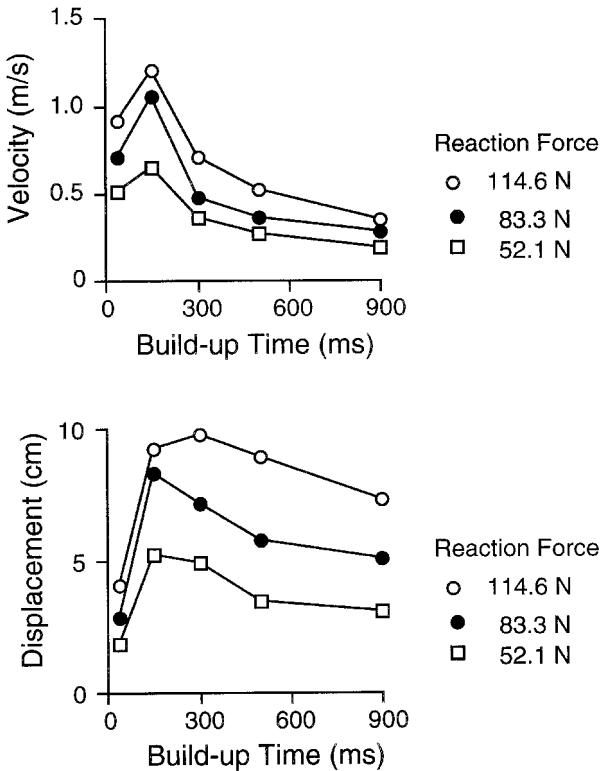 1.5
1.0
0.5
0
Velocity (m/s)
0 300 600 900
Build-up Time (ms)
Reaction Force
114.6 N
83.3 N
52.1 N
10
5
0
Displacement (cm)
0 300 600 900
Build-up Time (ms)
Reaction Force
114.6 N
83.3 N
52.1 N